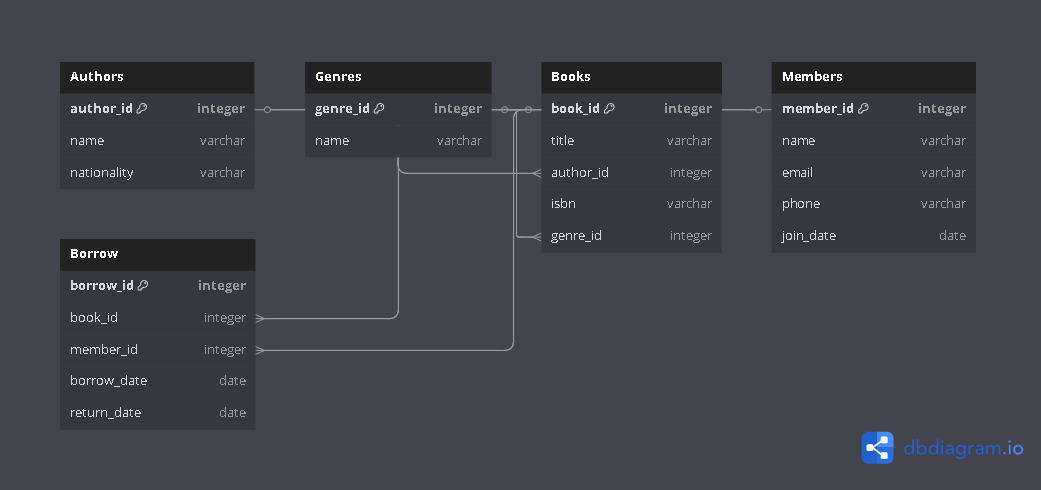 Authors
author_id integer
name varchar
nationality varchar
Genres
genre_id integer
name varchar
Books
book_id integer
title varchar
author_id integer
isbn varchar
genre_id integer
Members
member_id integer
name varchar
email varchar
phone varchar
join_date date
Borrow
borrow_id integer
book_id integer
member_id integer
borrow_date date
return_date date
dbdiagram.io